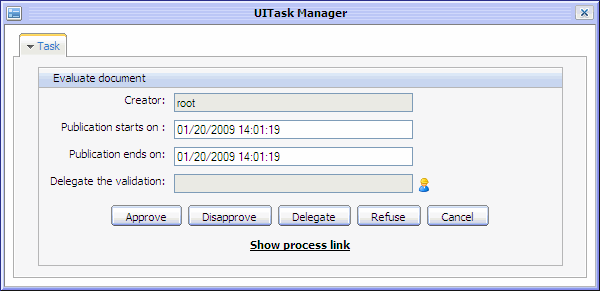 UITask Manager
Task
Evaluate document
Creator: root
Publication starts on : 01/20/2009 14:01:19
Publication ends on: 01/20/2009 14:01:19
Delegate the validation:
Approve Disapprove Delegate Refuse Cancel
Show process link